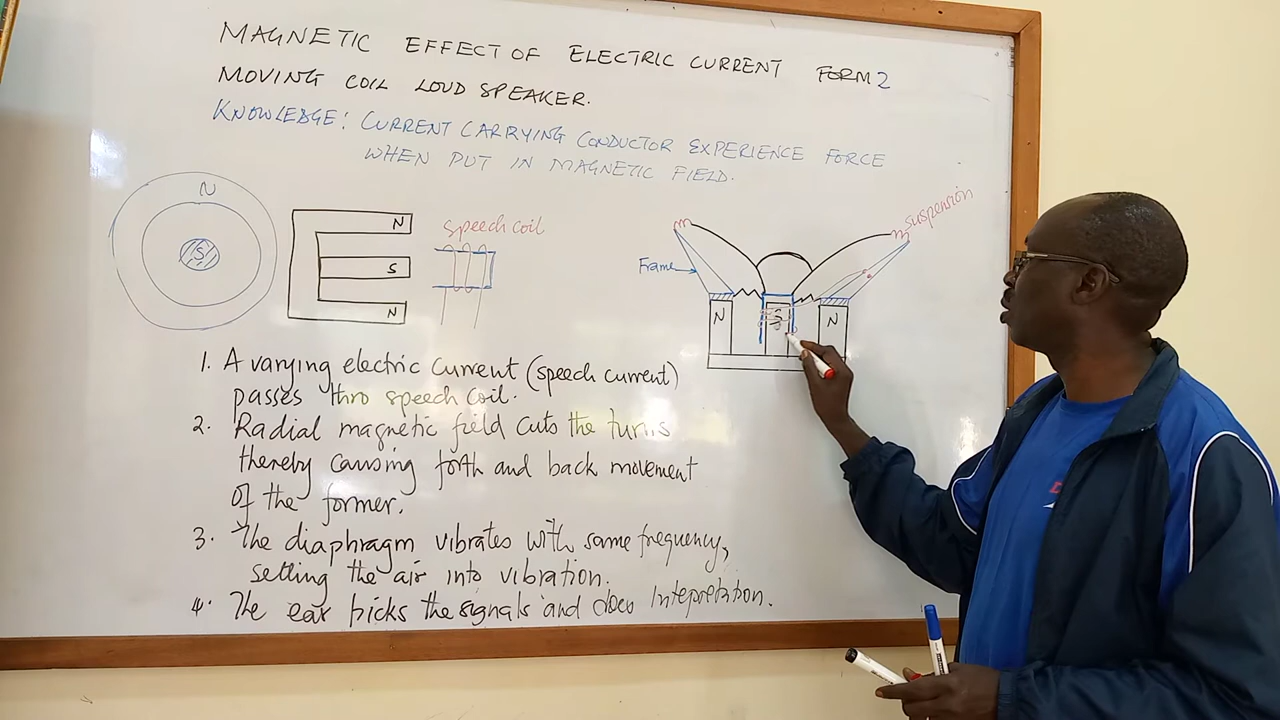 MAGNETIC EFFECT OF ELECTRIC CURRENT FORM 2
MOVING COIL LOUD SPEAKER.
KNOWLEDGE: CURRENT CARRYING CONDUCTOR EXPERIENCE FORCE
WHEN PUT IN MAGNETIC FIELD.
N
S
N
S
N
speech coil
suspension
Frame
N
S
N
1. A varying electric current (speech current)
passes thro speech coil.
2. Radial magnetic field cuts the turns
thereby causing forth and back movement
of the former.
3. The diaphragm vibrates with same frequency,
setting the air into vibration.
4. The ear picks the signals and does Intepretation.